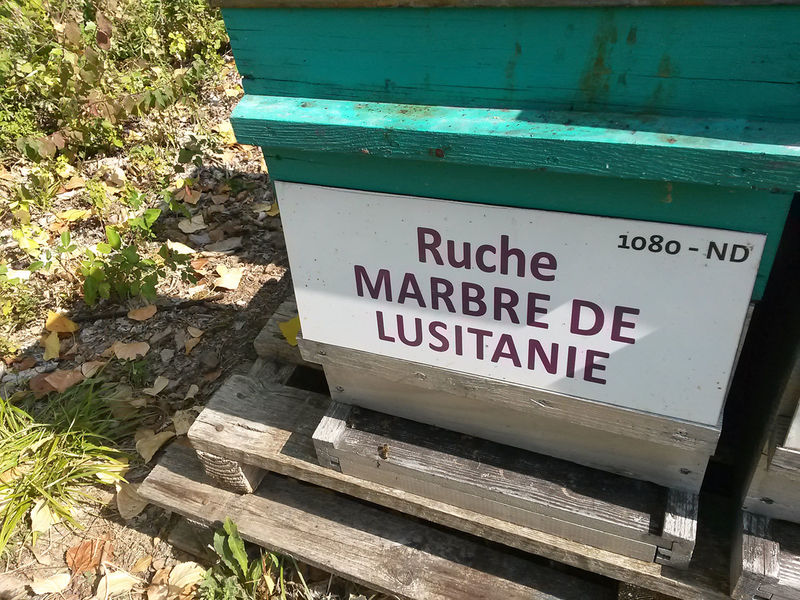 1080 - ND
Ruche
MARBRE DE
LUSITANIE